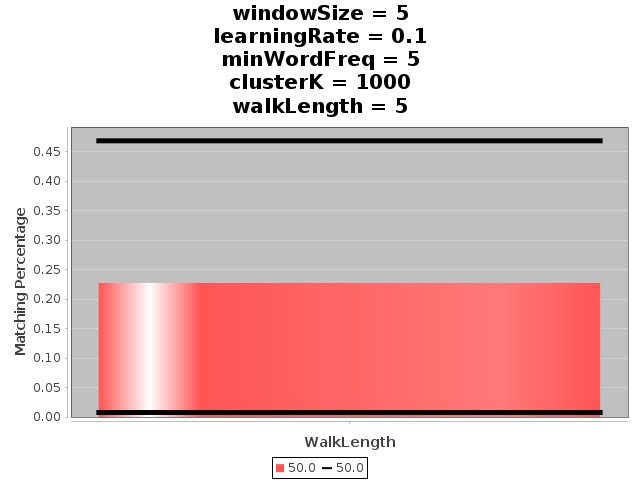 windowSize = 5
learningRate = 0.1
minWordFreq = 5
clusterK = 1000
walkLength = 5
0.45
0.40
0.35
0.30
0.25
0.20
0.15
0.10
0.05
0.00
Matching Percentage
WalkLength
50.0 50.0